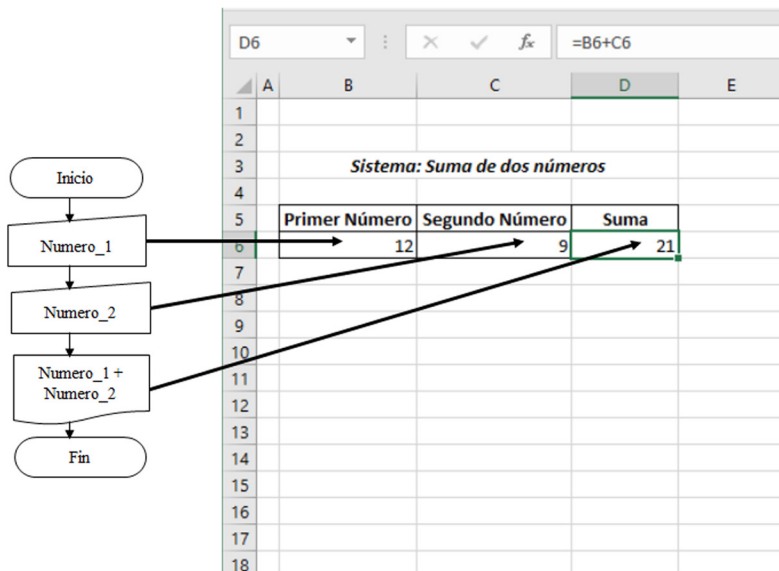 D6
fx
=B6+C6
A B C D E
1
2
3 Sistema: Suma de dos números
4
5 Primer Número Segundo Número Suma
6 12 9 21
7
8
9
10
11
12
13
14
15
16
17
18
Inicio
Numero_1
Numero_2
Numero_1 +
Numero_2
Fin